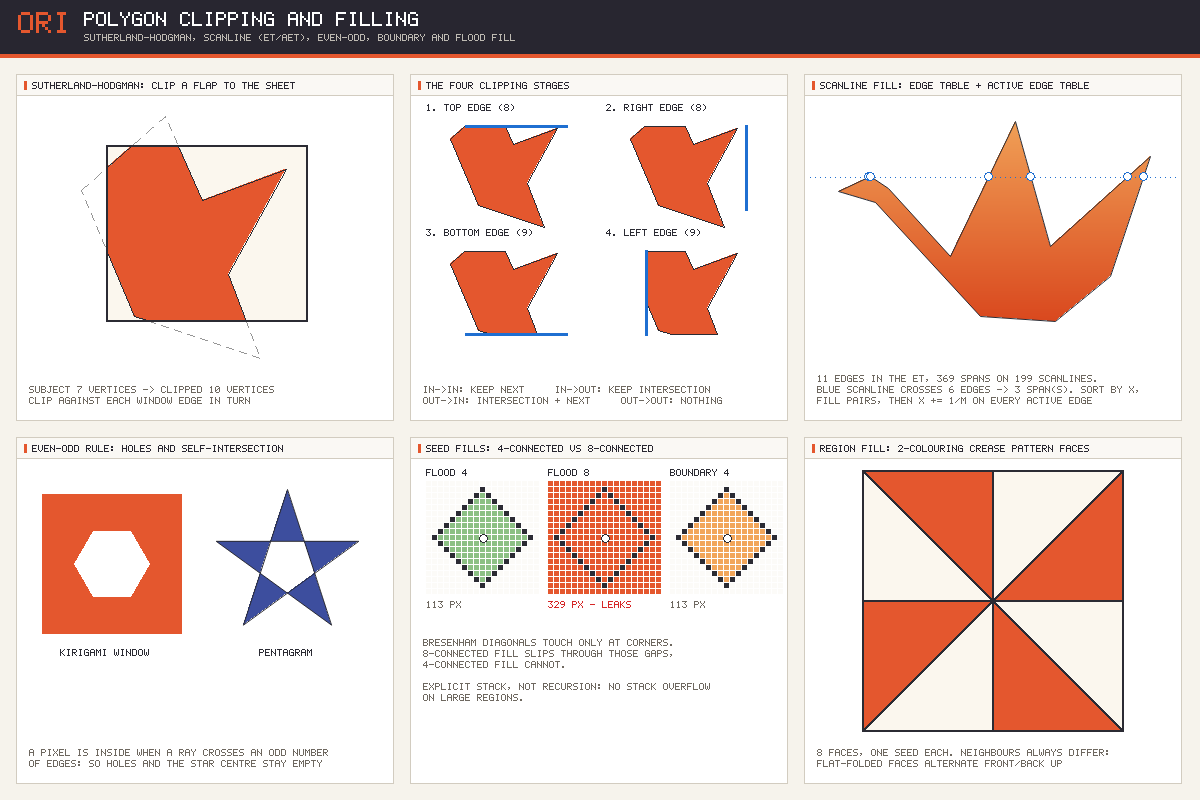 ORI
POLYGON CLIPPING AND FILLING
SUTHERLAND-HODGMAN, SCANLINE (ET/AET), EVEN-ODD, BOUNDARY AND FLOOD FILL
SUTHERLAND-HODGMAN: CLIP A FLAP TO THE SHEET
SUBJECT 7 VERTICES -> CLIPPED 10 VERTICES
CLIP AGAINST EACH WINDOW EDGE IN TURN
THE FOUR CLIPPING STAGES
1. TOP EDGE (8)
2. RIGHT EDGE (8)
3. BOTTOM EDGE (9)
4. LEFT EDGE (9)
IN->IN: KEEP NEXT IN->OUT: KEEP INTERSECTION
OUT->IN: INTERSECTION + NEXT OUT->OUT: NOTHING
SCANLINE FILL: EDGE TABLE + ACTIVE EDGE TABLE
11 EDGES IN THE ET, 369 SPANS ON 199 SCANLINES.
BLUE SCANLINE CROSSES 6 EDGES -> 3 SPAN(S). SORT BY X,
FILL PAIRS, THEN X += 1/M ON EVERY ACTIVE EDGE
EVEN-ODD RULE: HOLES AND SELF-INTERSECTION
KIRIGAMI WINDOW
PENTAGRAM
A PIXEL IS INSIDE WHEN A RAY CROSSES AN ODD NUMBER
OF EDGES: SO HOLES AND THE STAR CENTRE STAY EMPTY
SEED FILLS: 4-CONNECTED VS 8-CONNECTED
FLOOD 4
FLOOD 8
BOUNDARY 4
113 PX
329 PX - LEAKS
113 PX
BRESENHAM DIAGONALS TOUCH ONLY AT CORNERS.
8-CONNECTED FILL SLIPS THROUGH THOSE GAPS,
4-CONNECTED FILL CANNOT.
EXPLICIT STACK, NOT RECURSION: NO STACK OVERFLOW
ON LARGE REGIONS.
REGION FILL: 2-COLOURING CREASE PATTERN FACES
8 FACES, ONE SEED EACH. NEIGHBOURS ALWAYS DIFFER:
FLAT-FOLDED FACES ALTERNATE FRONT/BACK UP